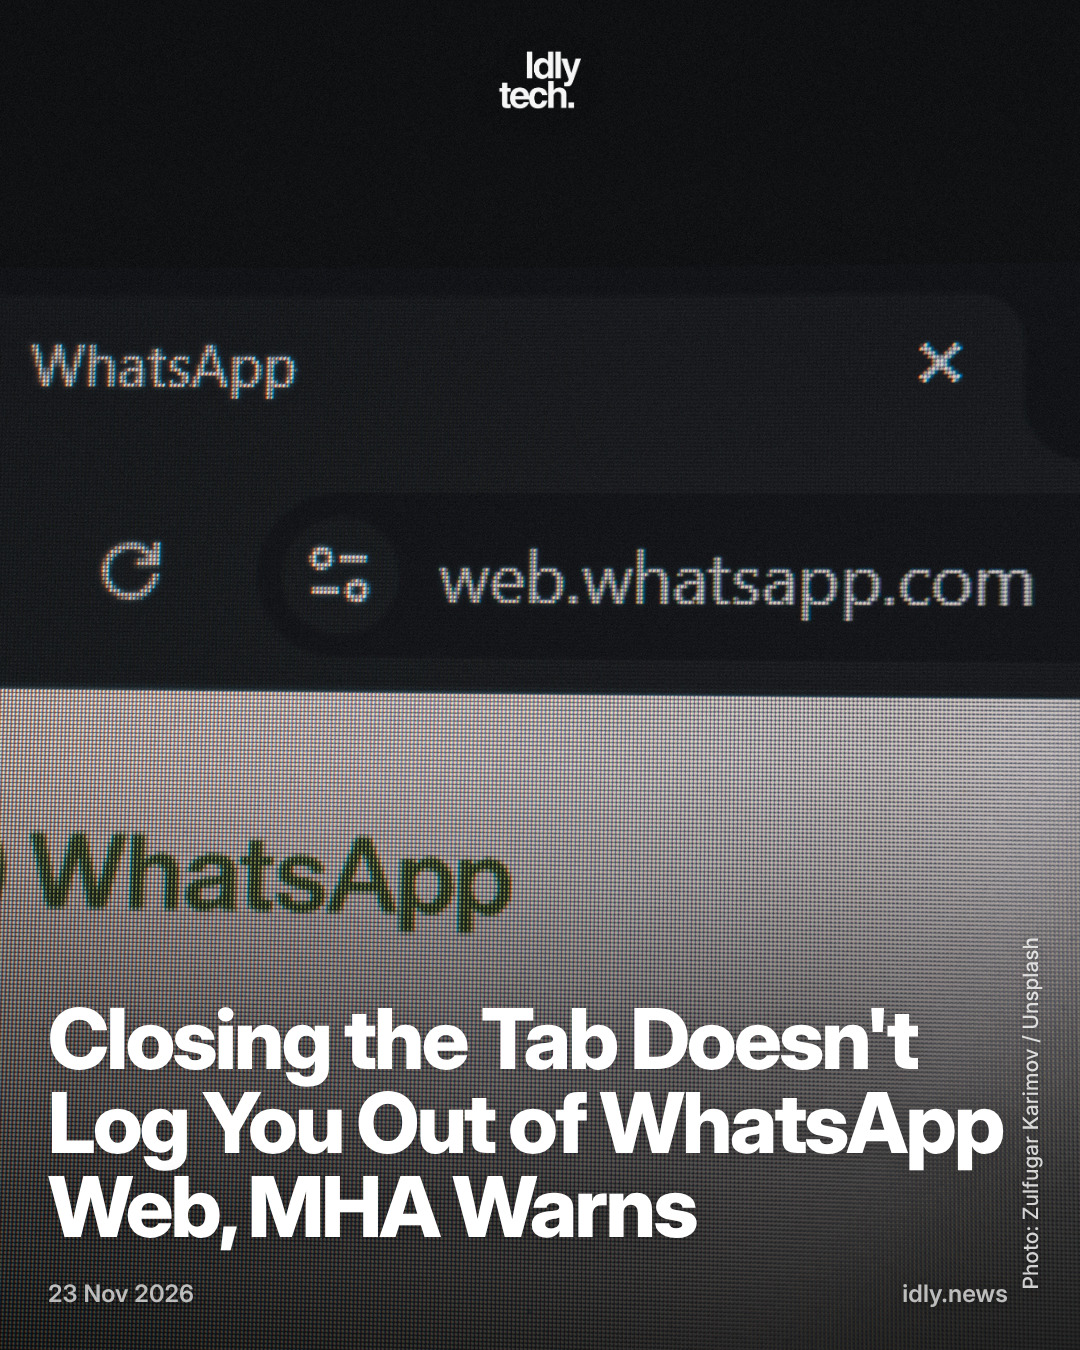 Idly
tech.
WhatsApp
web.whatsapp.com
WhatsApp
Closing the Tab Doesn't
Log You Out of WhatsApp
Web, MHA Warns
23 Nov 2026
idly.news
Photo: Zulfugar Karimov / Unsplash